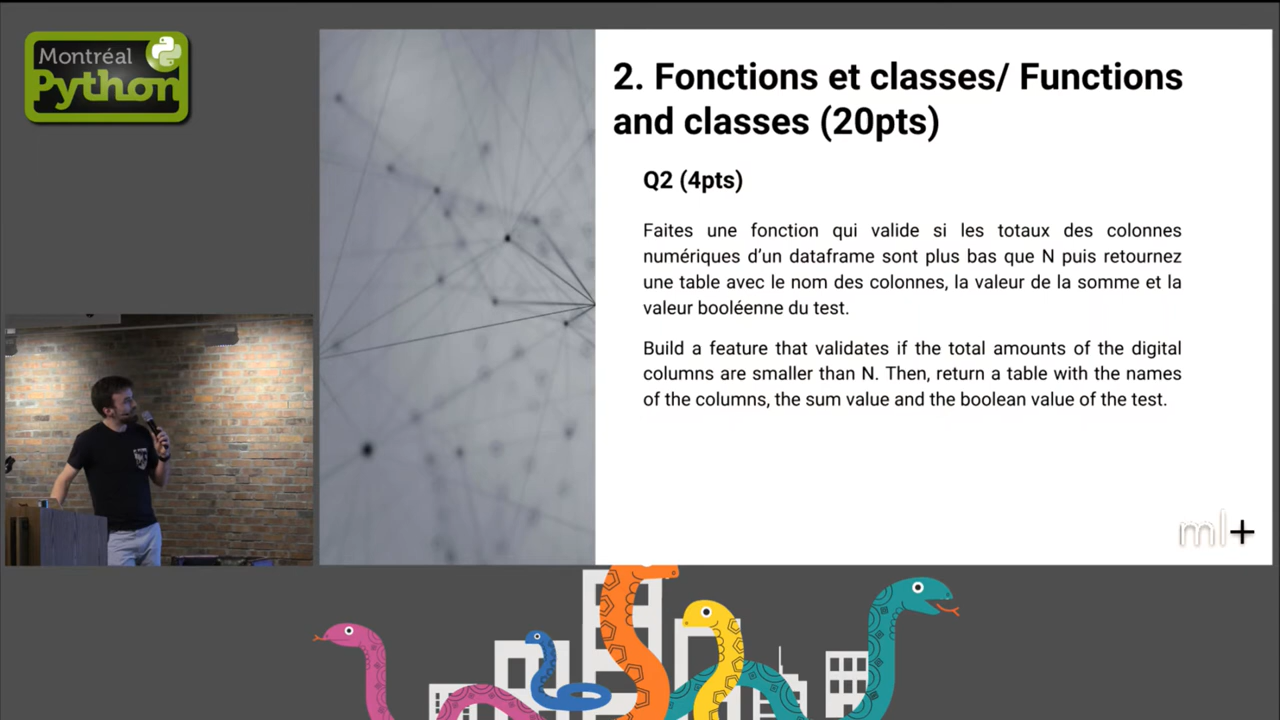 Montréal
Python
2. Fonctions et classes/ Functions
and classes (20pts)
Q2 (4pts)
Faites une fonction qui valide si les totaux des colonnes
numériques d’un dataframe sont plus bas que N puis retournez
une table avec le nom des colonnes, la valeur de la somme et la
valeur booléenne du test.
Build a feature that validates if the total amounts of the digital
columns are smaller than N. Then, return a table with the names
of the columns, the sum value and the boolean value of the test.
ml+